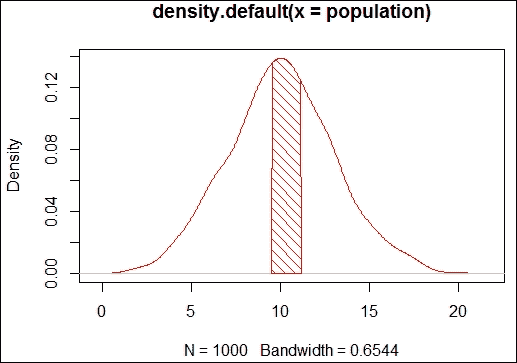 density.default(x = population)
Density
0.12
0.08
0.04
0.00
0 5 10 15 20
N = 1000 Bandwidth = 0.6544